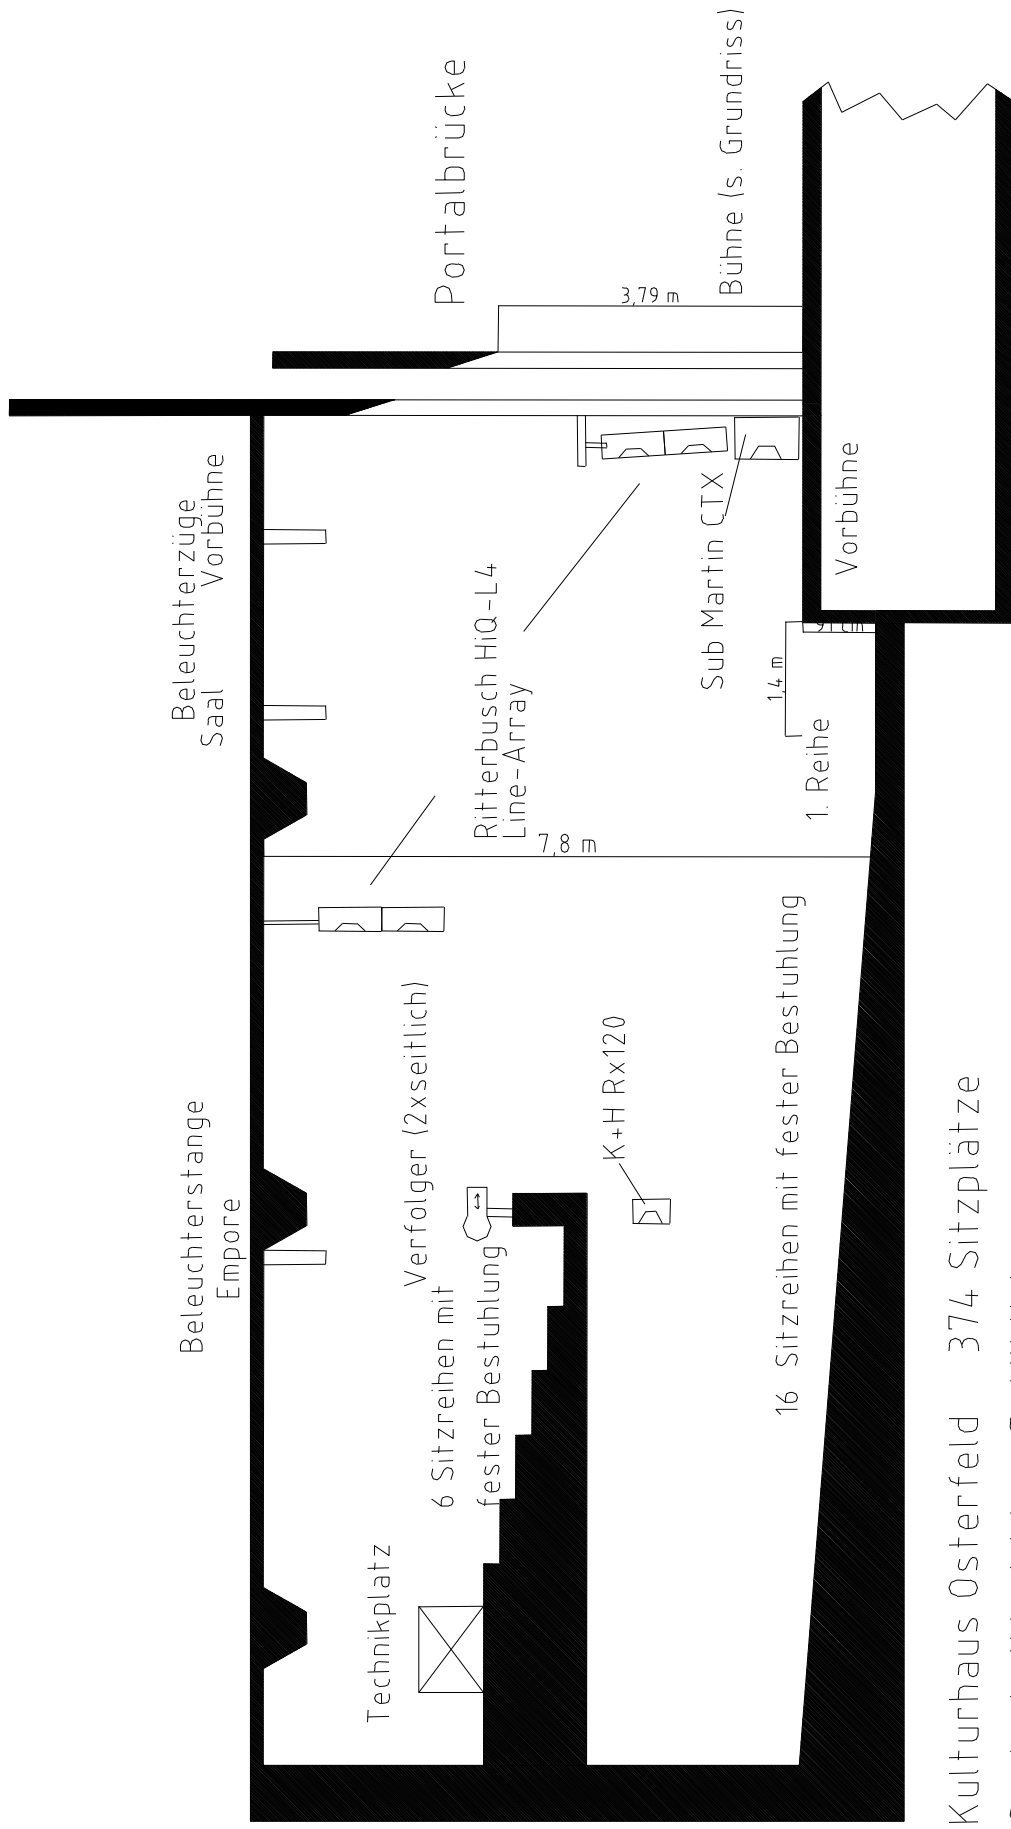 Portalbrücke
Bühne (s. Grundriss)
3,79 m
Beleuchterzüge
Saal Vorbühne
Vorbühne
Sub Martin CTX
Ritterbusch HiQ-L4
Line-Array
1,4 m
91 cm
1. Reihe
7,8 m
Beleuchterstange
Empore
Verfolger (2xseitlich)
6 Sitzreihen mit
fester Bestuhlung
K+H Rx120
16 Sitzreihen mit fester Bestuhlung
Technikplatz
Kulturhaus Osterfeld 374 Sitzplätze